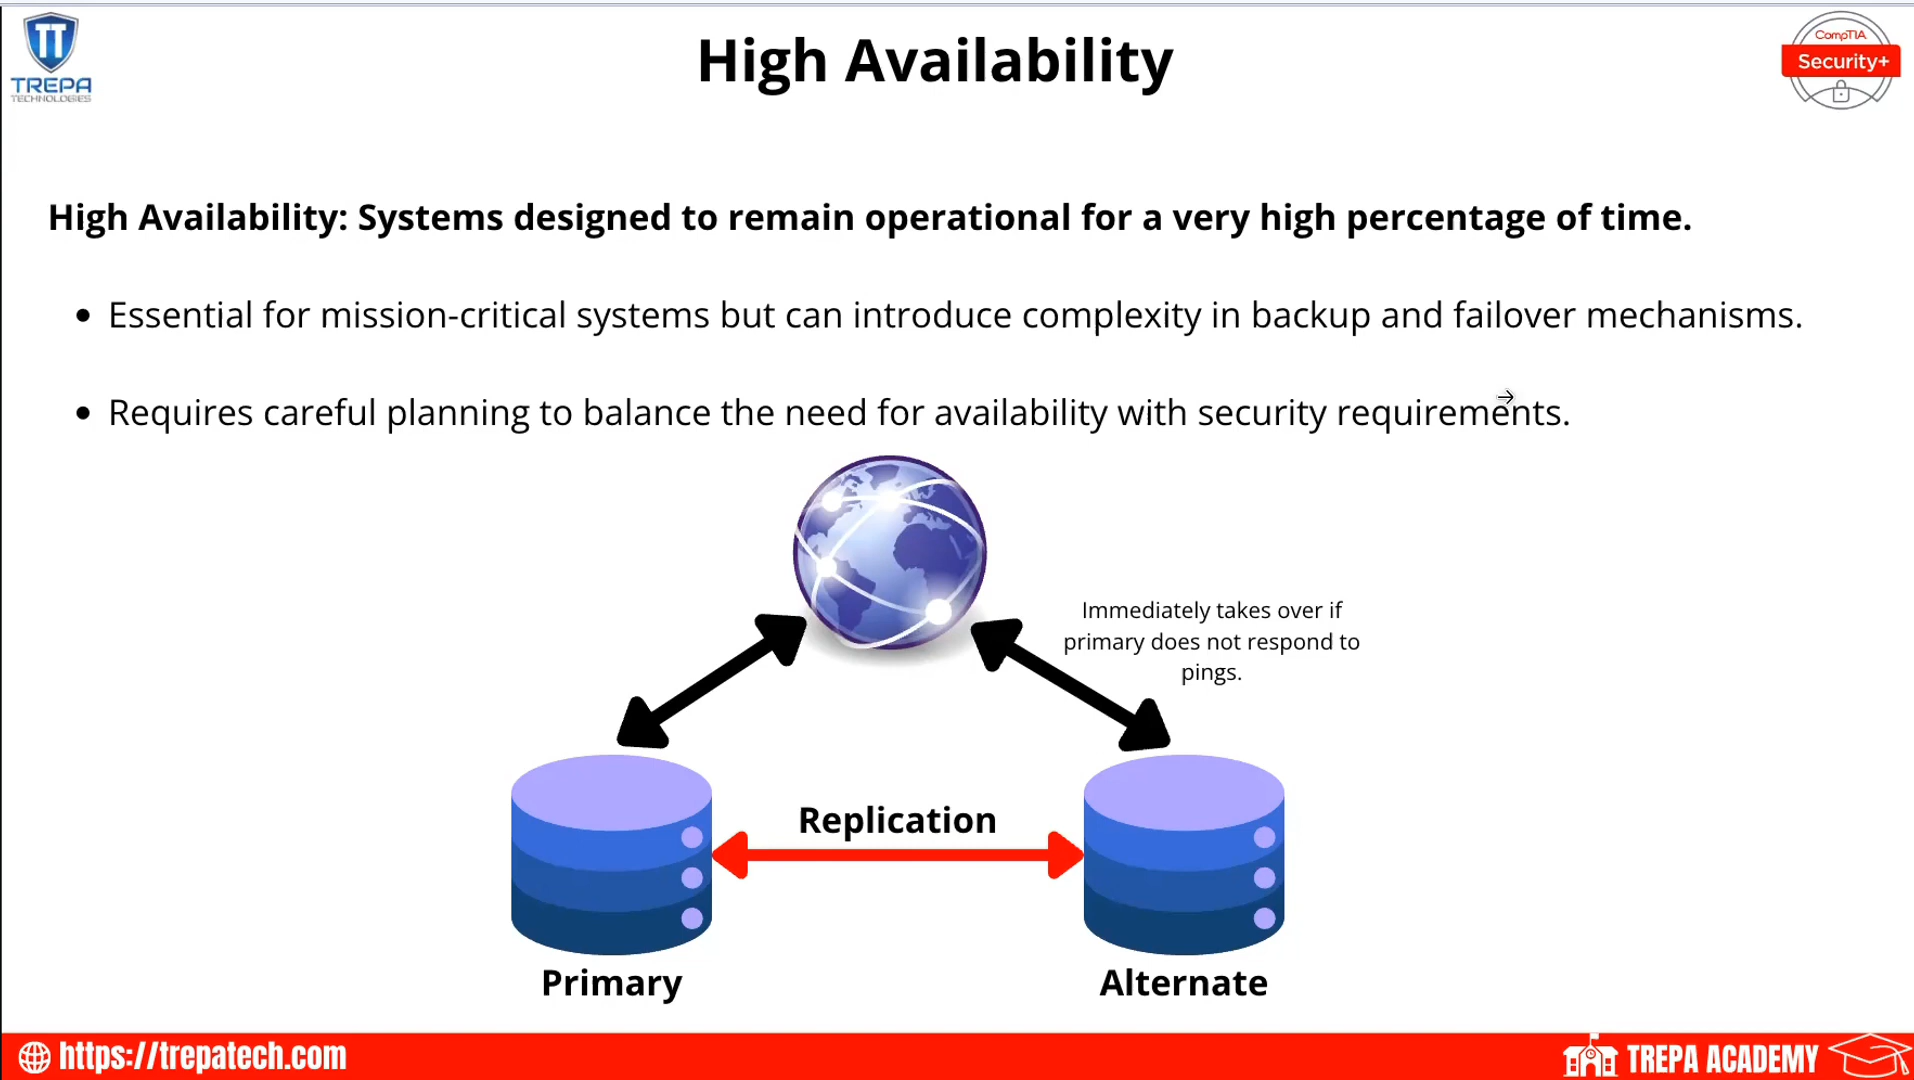 TT
TREPA
TECHNOLOGIES
High Availability
CompTIA
Security+
High Availability: Systems designed to remain operational for a very high percentage of time.
• Essential for mission-critical systems but can introduce complexity in backup and failover mechanisms.
• Requires careful planning to balance the need for availability with security requirements.
Immediately takes over if
primary does not respond to
pings.
Replication
Primary
Alternate
https://trepatech.com
TREPA ACADEMY